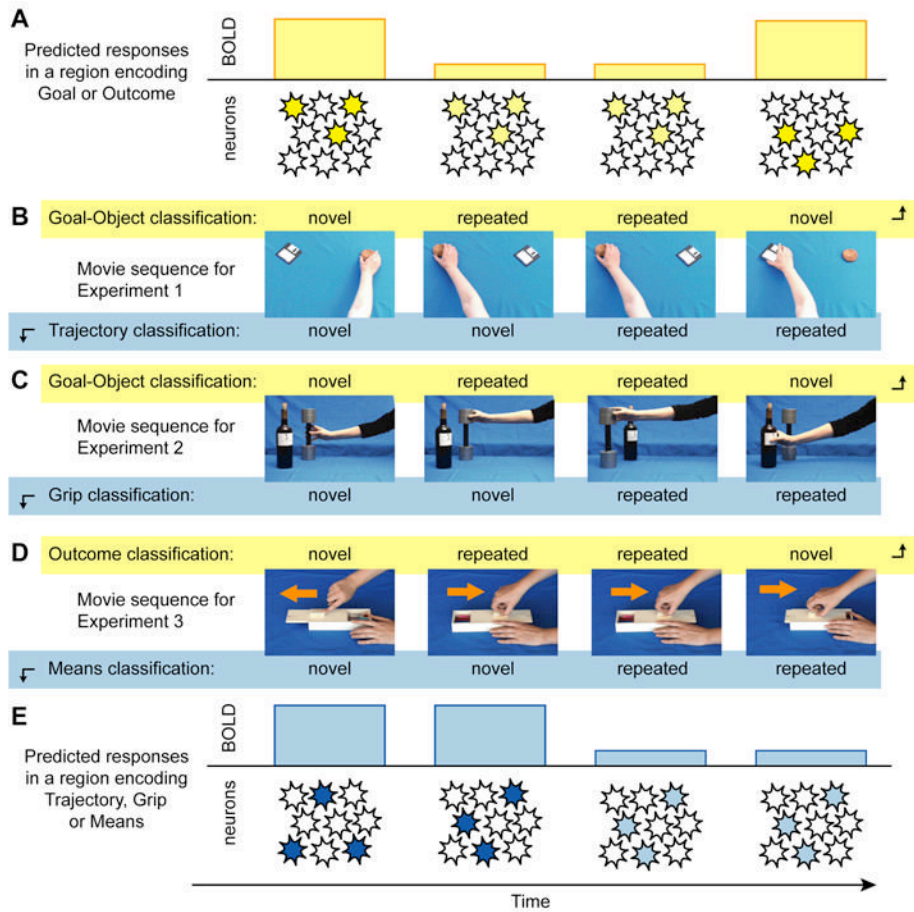 A
Predicted responses
in a region encoding
Goal or Outcome
BOLD
neurons
B
Goal-Object classification: novel repeated repeated novel
Movie sequence for
Experiment 1
Trajectory classification: novel novel repeated repeated
C
Goal-Object classification: novel repeated repeated novel
Movie sequence for
Experiment 2
Grip classification: novel novel repeated repeated
D
Outcome classification: novel repeated repeated novel
Movie sequence for
Experiment 3
Means classification: novel novel repeated repeated
E
Predicted responses
in a region encoding
Trajectory, Grip
or Means
BOLD
neurons
Time